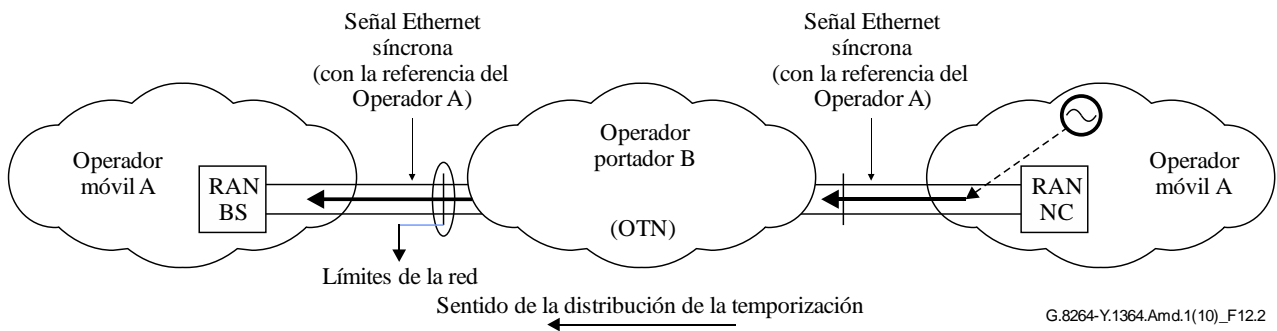 Señal Ethernet
síncrona
(con la referencia del
Operador A)
Señal Ethernet
síncrona
(con la referencia del
Operador A)
Operador
móvil A
RAN
BS
Operador
portador B
(OTN)
RAN
NC
Operador
móvil A
Límites de la red
Sentido de la distribución de la temporización
G.8264-Y.1364.Amd.1(10)_F12.2